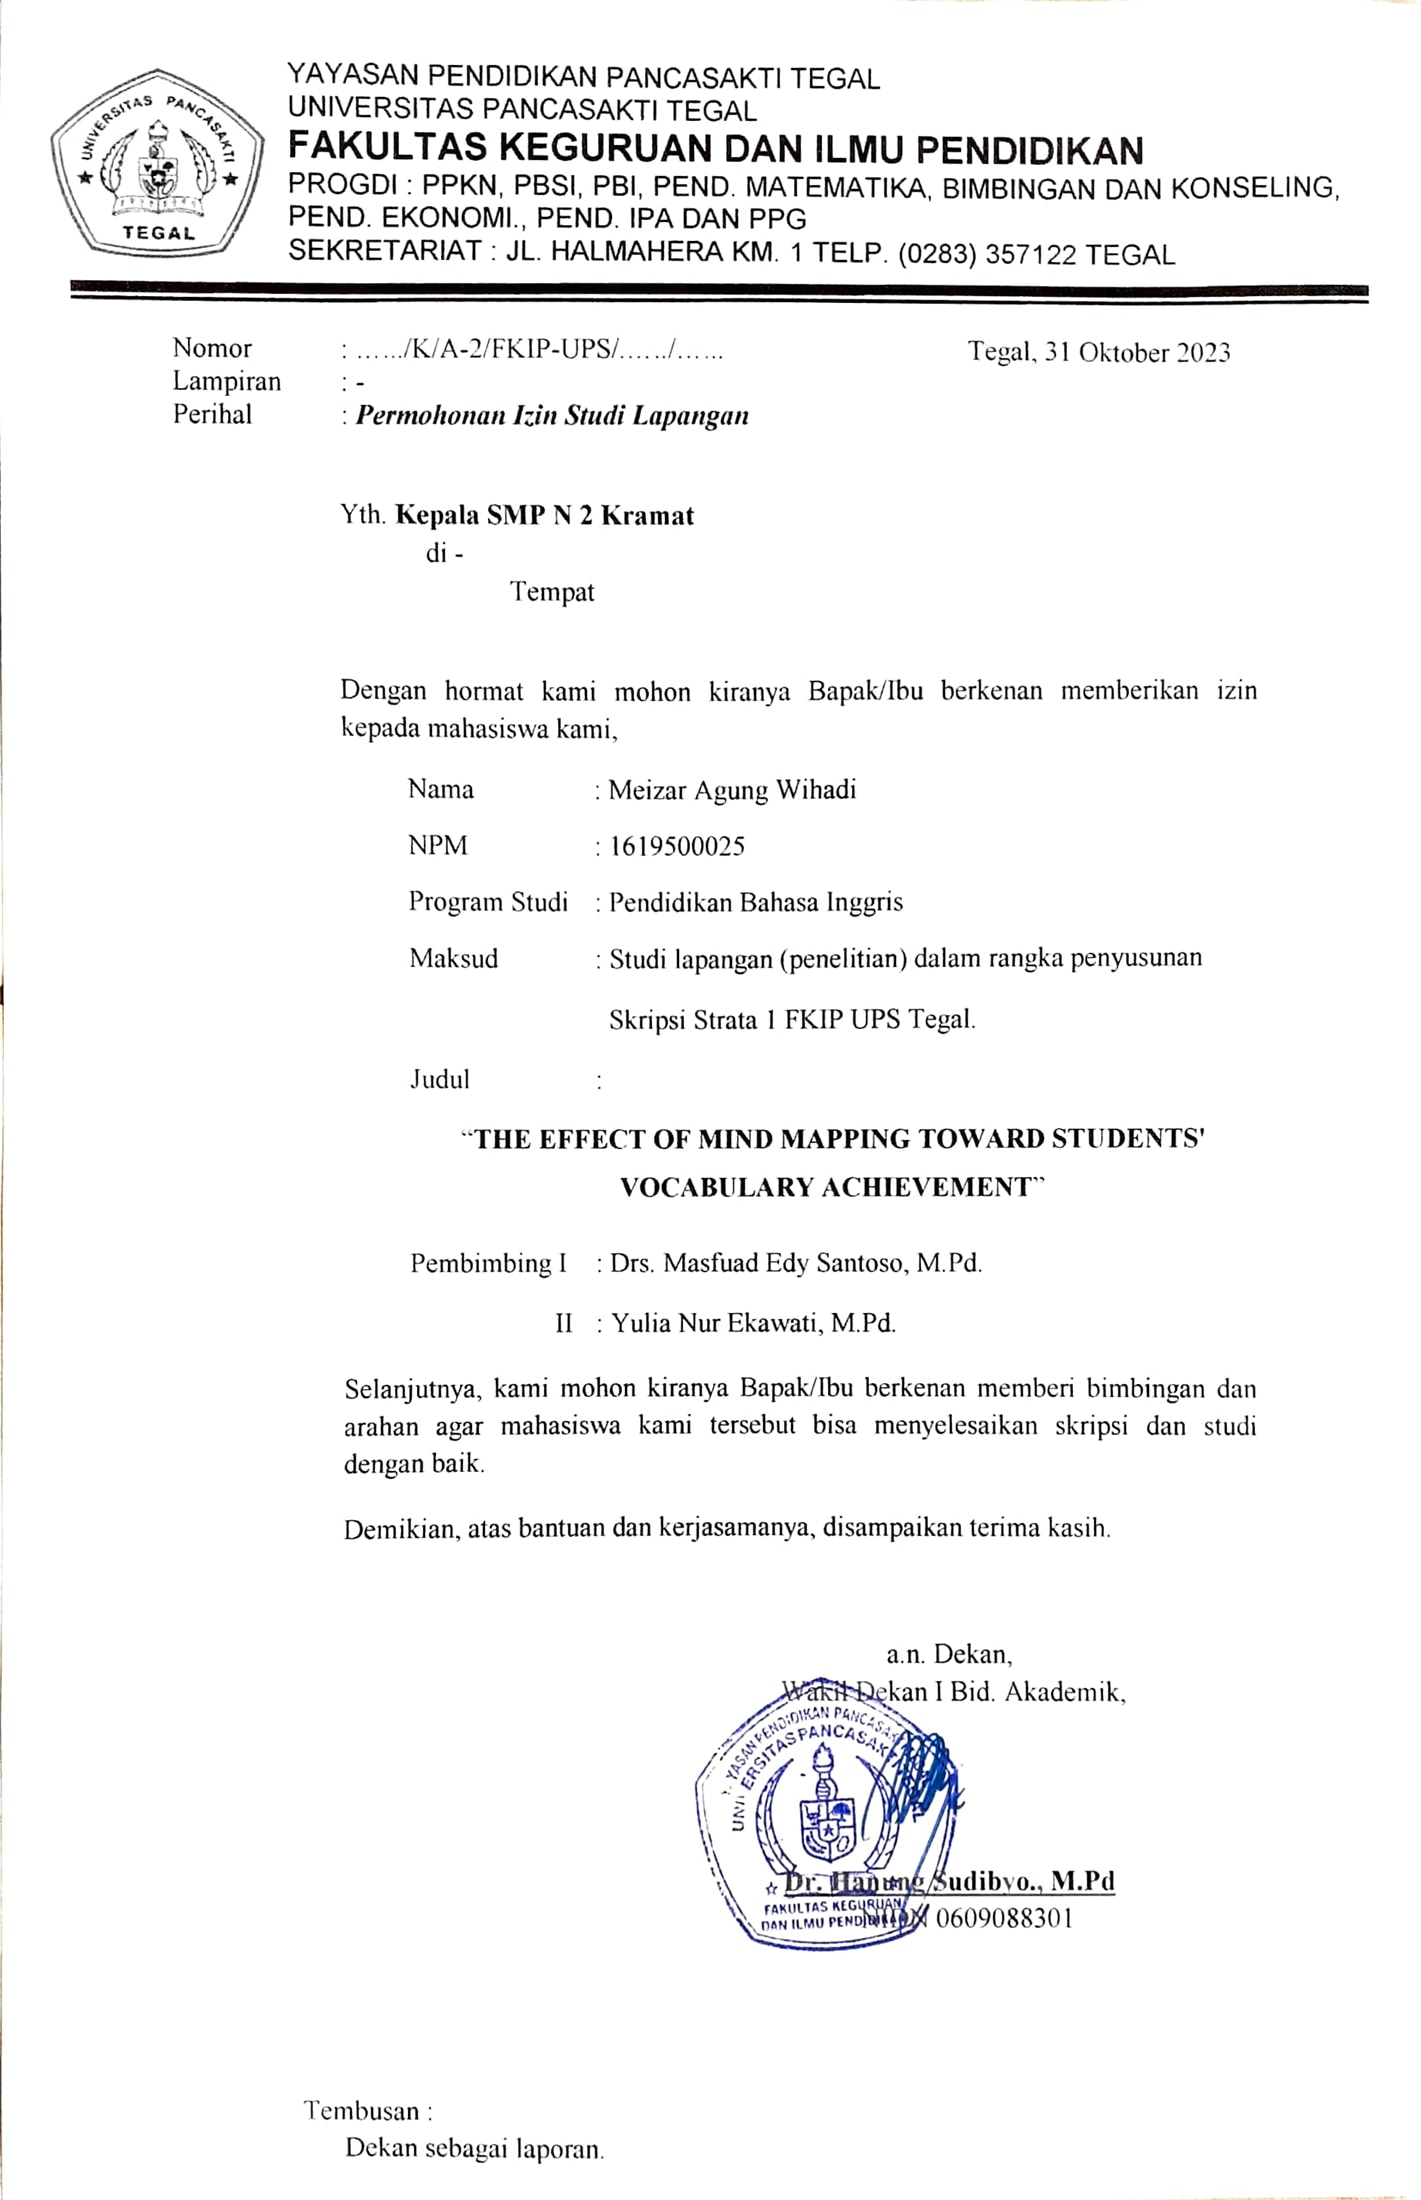 UNIVERSITAS PANCASAKTI
TEGAL
YAYASAN PENDIDIKAN PANCASAKTI TEGAL
UNIVERSITAS PANCASAKTI TEGAL
FAKULTAS KEGURUAN DAN ILMU PENDIDIKAN
PROGDI : PPKN, PBSI, PBI, PEND. MATEMATIKA, BIMBINGAN DAN KONSELING,
PEND. EKONOMI., PEND. IPA DAN PPG
SEKRETARIAT : JL. HALMAHERA KM. 1 TELP. (0283) 357122 TEGAL
Nomor : ....../K/A-2/FKIP-UPS/....../...... Tegal, 31 Oktober 2023
Lampiran : -
Perihal : Permohonan Izin Studi Lapangan
Yth. Kepala SMP N 2 Kramat
di -
Tempat
Dengan hormat kami mohon kiranya Bapak/Ibu berkenan memberikan izin
kepada mahasiswa kami,
Nama : Meizar Agung Wihadi
NPM : 1619500025
Program Studi : Pendidikan Bahasa Inggris
Maksud : Studi lapangan (penelitian) dalam rangka penyusunan
Skripsi Strata 1 FKIP UPS Tegal.
Judul :
“THE EFFECT OF MIND MAPPING TOWARD STUDENTS'
VOCABULARY ACHIEVEMENT”
Pembimbing I : Drs. Masfuad Edy Santoso, M.Pd.
II : Yulia Nur Ekawati, M.Pd.
Selanjutnya, kami mohon kiranya Bapak/Ibu berkenan memberi bimbingan dan
arahan agar mahasiswa kami tersebut bisa menyelesaikan skripsi dan studi
dengan baik.
Demikian, atas bantuan dan kerjasamanya, disampaikan terima kasih.
a.n. Dekan,
Wakil Dekan I Bid. Akademik,
YASAN PENDIDIKAN PANCASAK
ERSITAS PANCASAK
Dr. Hanung Sudibyo., M.Pd
FAKULTAS KEGURUAN
DAN ILMU PENDIDIKAN
NIDN 0609088301
Tembusan :
Dekan sebagai laporan.